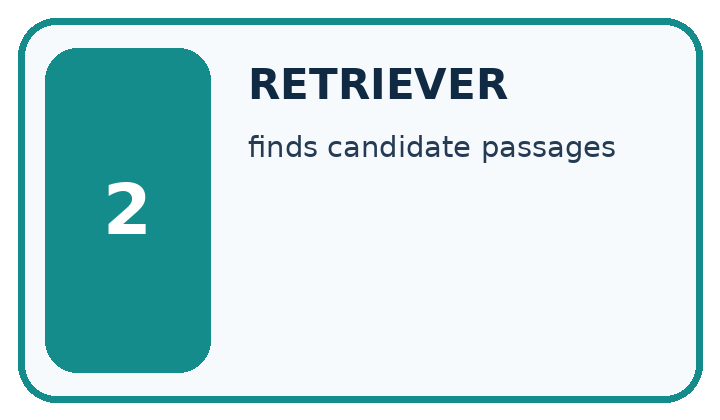 2
RETRIEVER
finds candidate passages